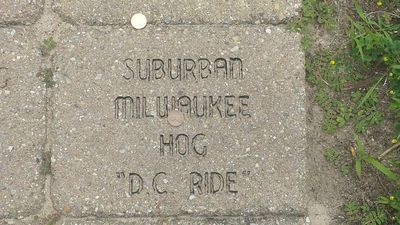 SUBURBAN
MILWAUKEE
HOG
"D.C. RIDE"